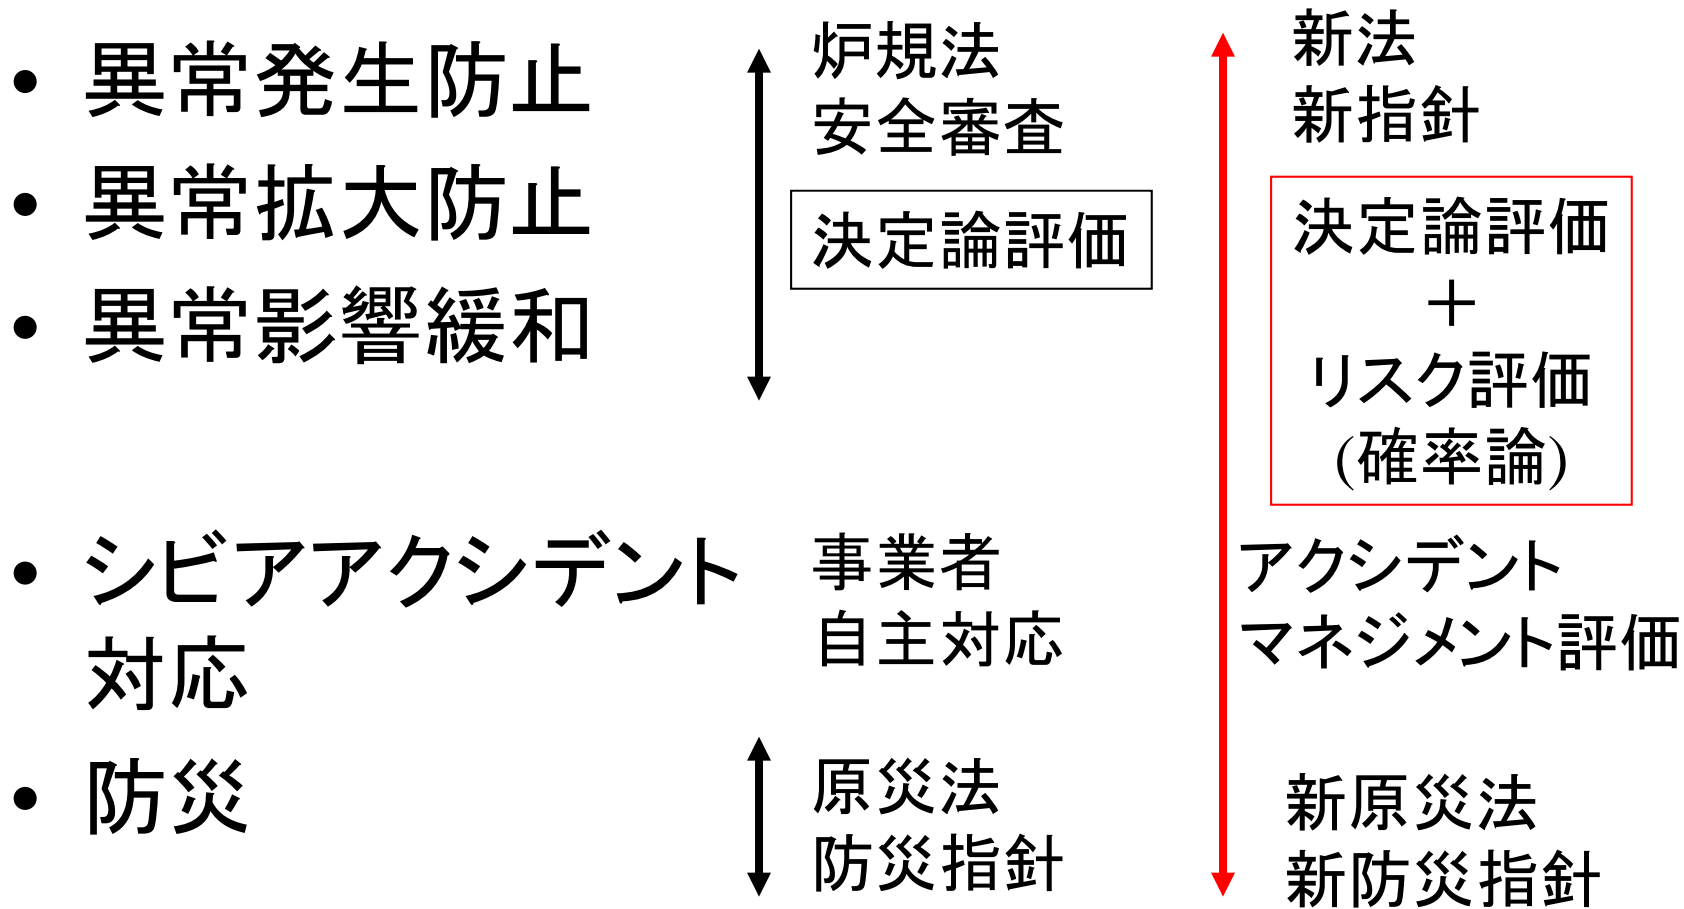 • 異常発生防止
• 異常拡大防止
• 異常影響緩和
• シビアアクシデント
対応
• 防災
炉規法
安全審査
決定論評価
事業者
自主対応
原災法
防災指針
新法
新指針
決定論評価
＋
リスク評価
(確率論)
アクシデント
マネジメント評価
新原災法
新防災指針